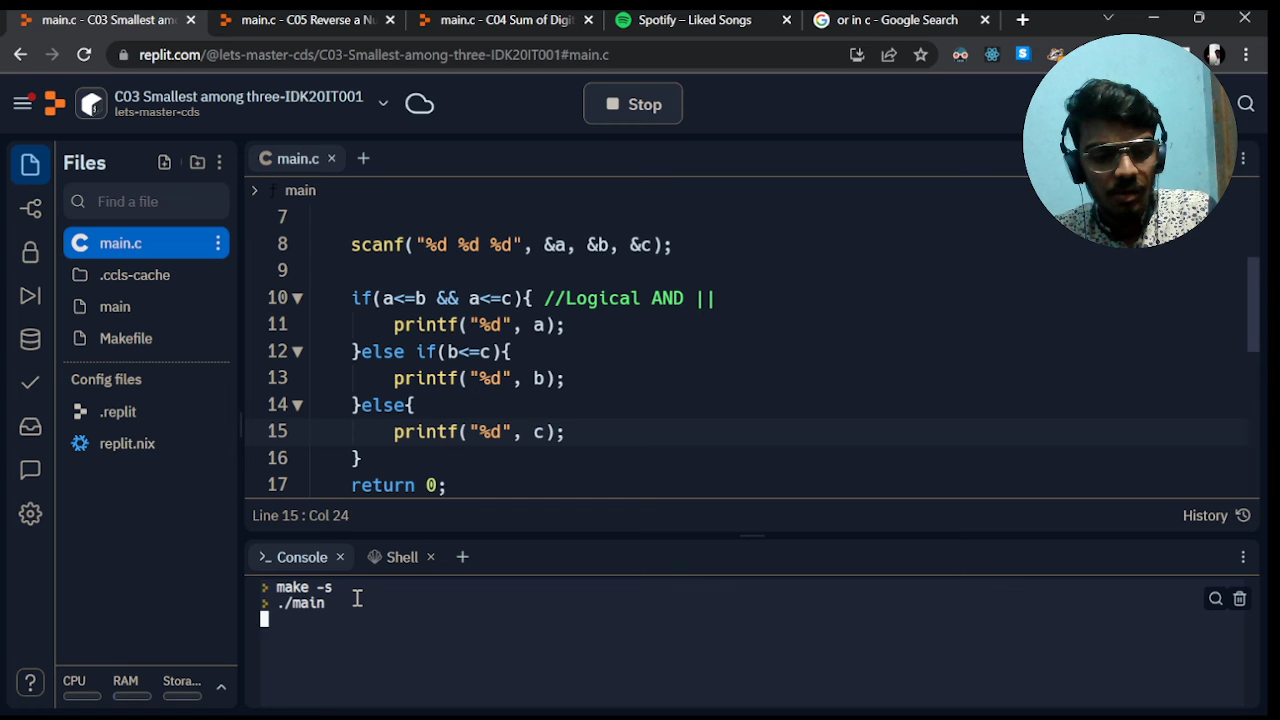 main.c - C03 Smallest amo
main.c - C05 Reverse a Nu
main.c - C04 Sum of Digit
Spotify – Liked Songs
or in c - Google Search
replit.com/@lets-master-cds/C03-Smallest-among-three-IDK20IT001#main.c
C03 Smallest among three-IDK20IT001
lets-master-cds
Stop
Files
main.c
main
Find a file
main.c
.ccls-cache
main
Makefile
Config files
.replit
replit.nix
CPU RAM Stora...
7
8 scanf("%d %d %d", &a, &b, &c);
9
10 if(a<=b && a<=c){ //Logical AND ||
11 printf("%d", a);
12 }else if(b<=c){
13 printf("%d", b);
14 }else{
15 printf("%d", c);
16 }
17 return 0;
Line 15 : Col 24
History
Console
Shell
make -s
./main